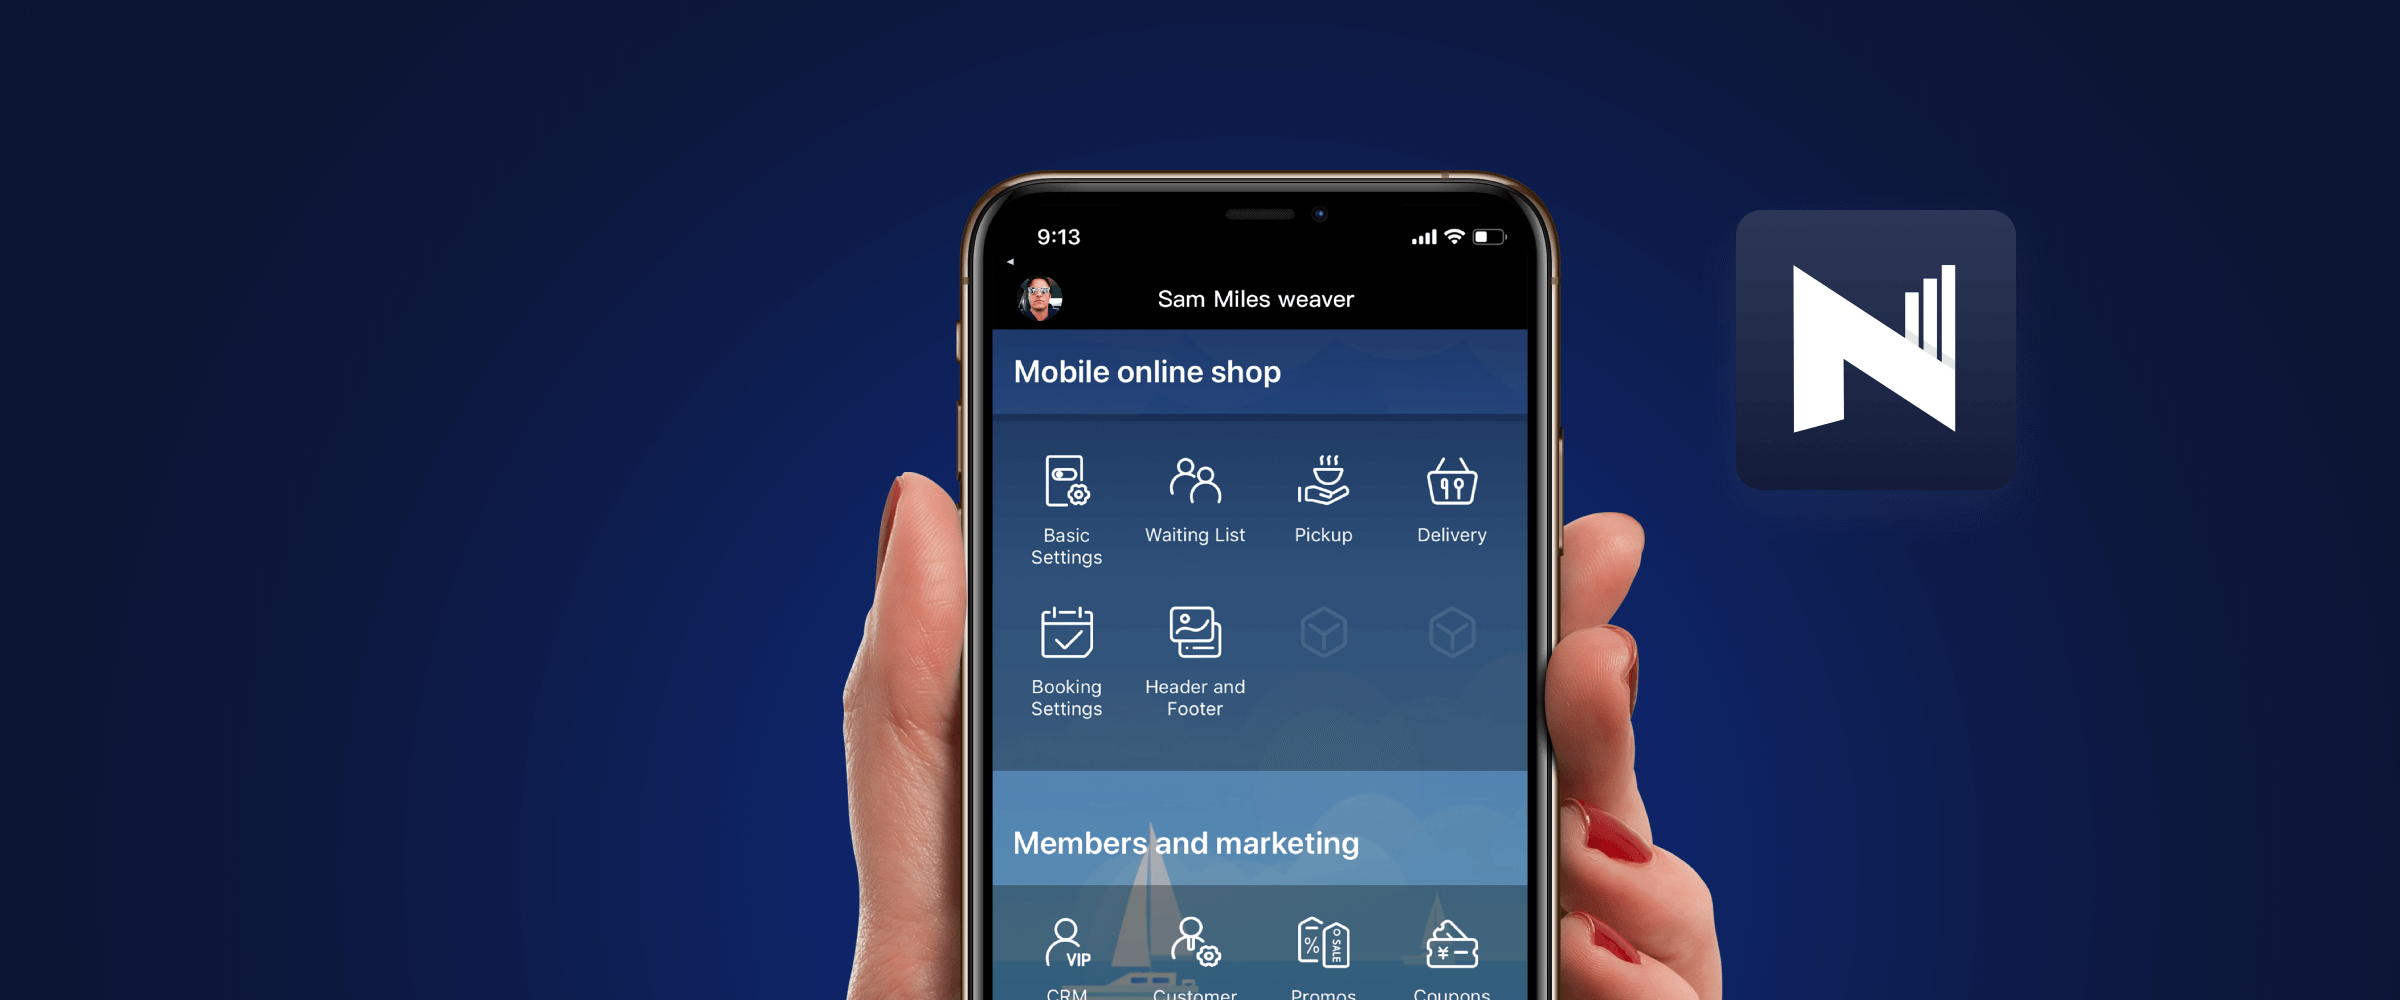 9:13
Sam Miles weaver
Mobile online shop
Basic
Settings
Waiting List
Pickup
Delivery
Booking
Settings
Header and
Footer
Members and marketing
VIP
% SALE
¥
CRM
Customer
Promos
Coupons